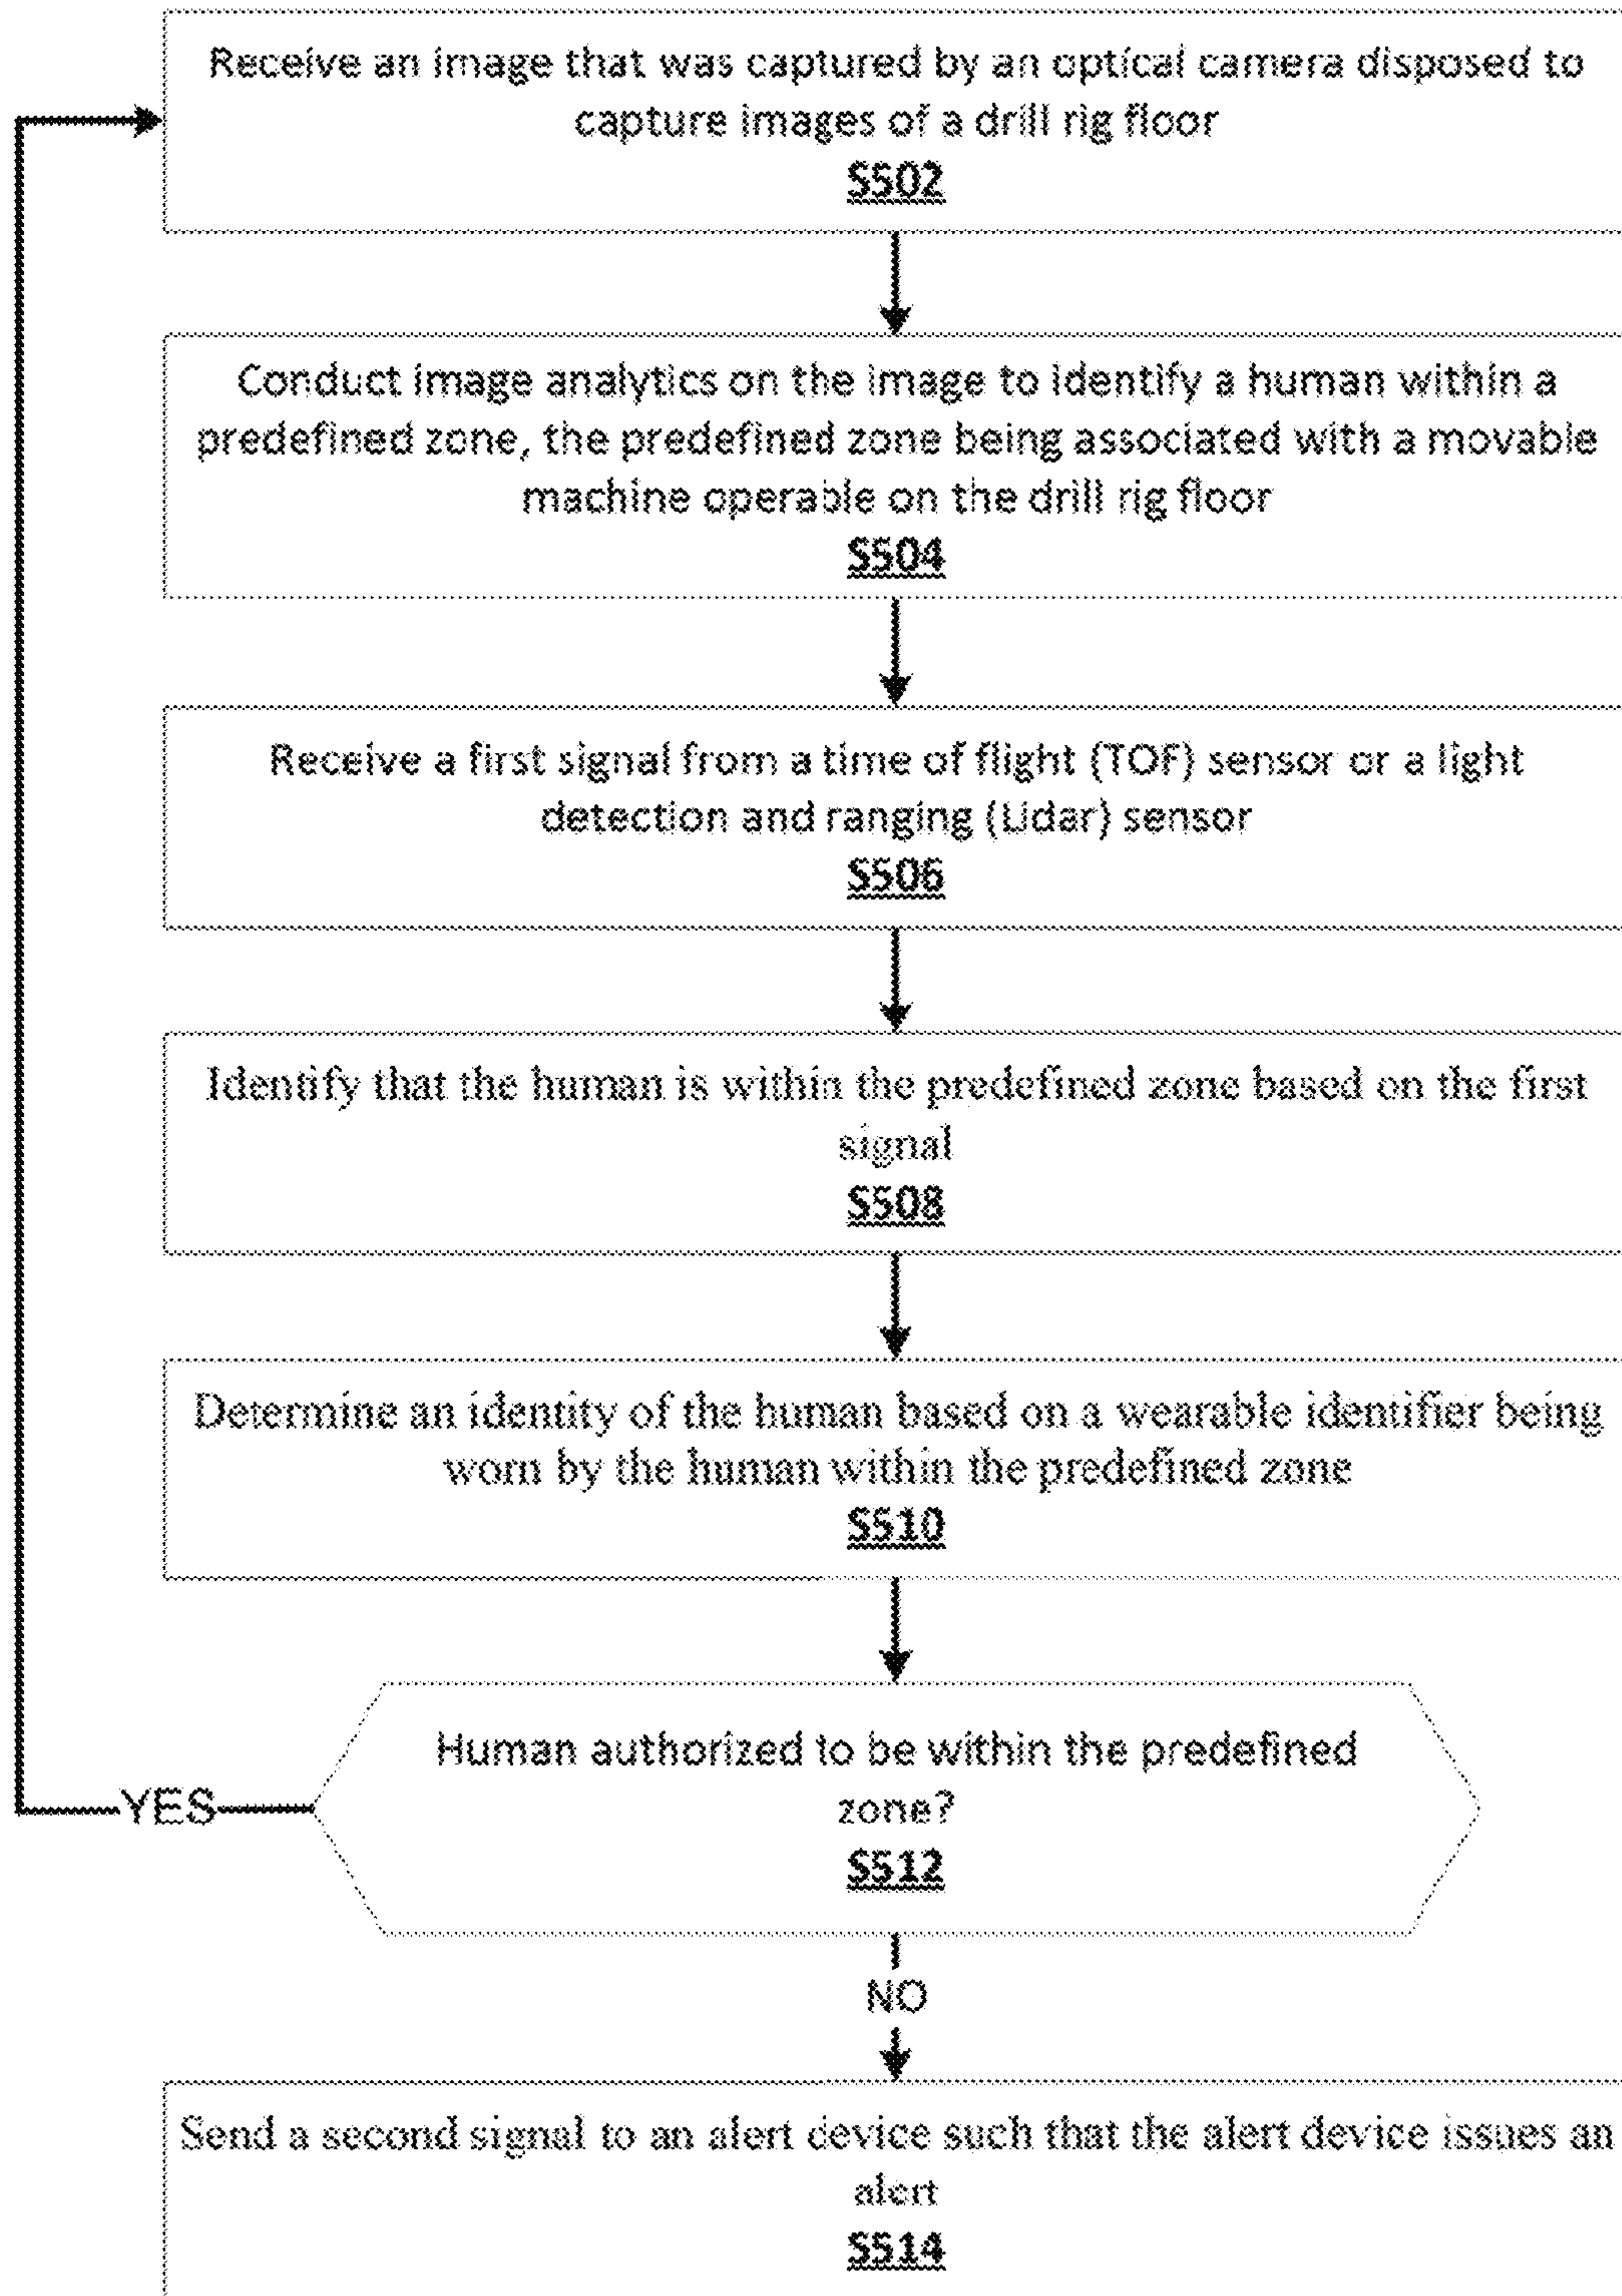 Receive an image that was captured by an optical camera disposed to
capture images of a drill rig floor
S502
Conduct image analytics on the image to identify a human within a
predefined zone, the predefined zone being associated with a movable
machine operable on the drill rig floor
S504
Receive a first signal from a time of flight (TOF) sensor or a light
detection and ranging (Lidar) sensor
S506
Identify that the human is within the predefined zone based on the first
signal
S508
Determine an identity of the human based on a wearable identifier being
worn by the human within the predefined zone
S510
Human authorized to be within the predefined
zone?
S512
YES
NO
Send a second signal to an alert device such that the alert device issues an
alert
S514